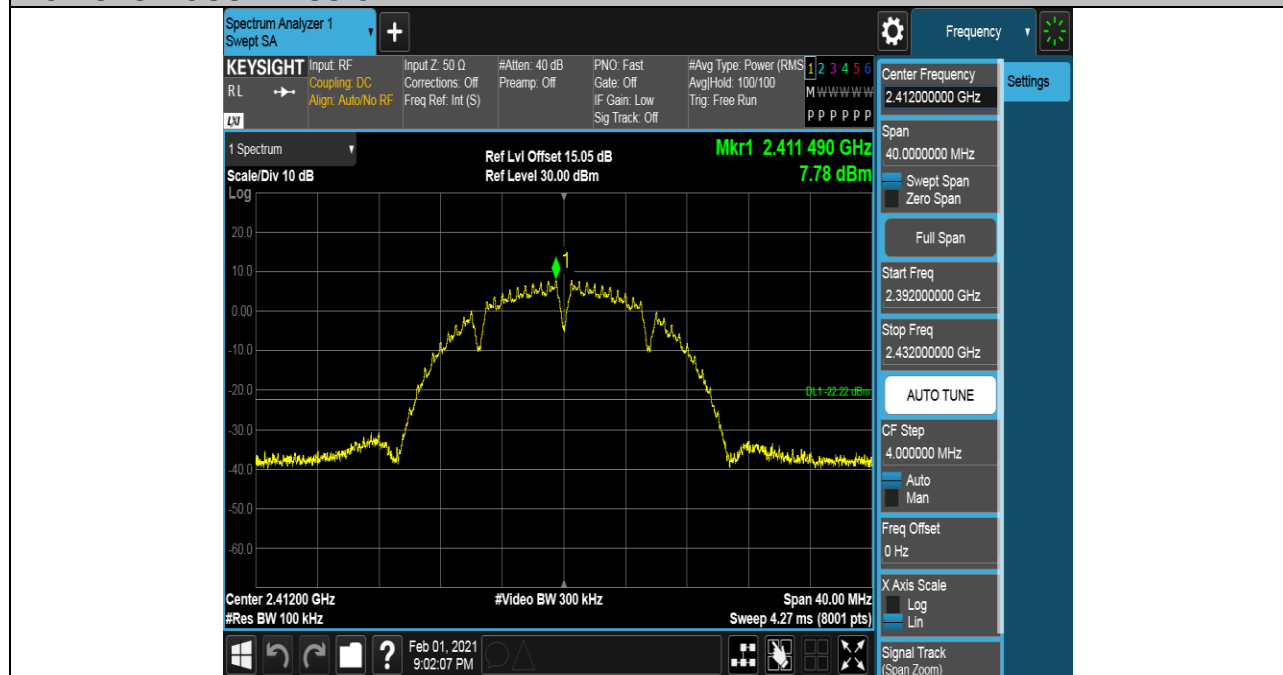 Spectrum Analyzer 1
Swept SA
+
Frequency
KEYSIGHT
RL
LXI
Input: RF
Coupling: DC
Align: Auto/No RF
Input Z: 50 Ω
Corrections: Off
Freq Ref: Int (S)
#Atten: 40 dB
Preamp: Off
PNO: Fast
Gate: Off
IF Gain: Low
Sig Track: Off
#Avg Type: Power (RMS
Avg|Hold: 100/100
Trig: Free Run
1 2 3 4 5 6
M W W W W W
P P P P P P
1 Spectrum
Scale/Div 10 dB
Ref Lvl Offset 15.05 dB
Ref Level 30.00 dBm
Mkr1 2.411 490 GHz
7.78 dBm
Log
20.0
10.0
0.00
-10.0
-20.0
-30.0
-40.0
-50.0
-60.0
1
DL1 -22.22 dBm
Center 2.41200 GHz
#Res BW 100 kHz
#Video BW 300 kHz
Span 40.00 MHz
Sweep 4.27 ms (8001 pts)
Center Frequency
2.412000000 GHz
Settings
Span
40.0000000 MHz
Swept Span
Zero Span
Full Span
Start Freq
2.392000000 GHz
Stop Freq
2.432000000 GHz
AUTO TUNE
CF Step
4.000000 MHz
Auto
Man
Freq Offset
0 Hz
X Axis Scale
Log
Lin
Signal Track
(Span Zoom)
?
Feb 01, 2021
9:02:07 PM